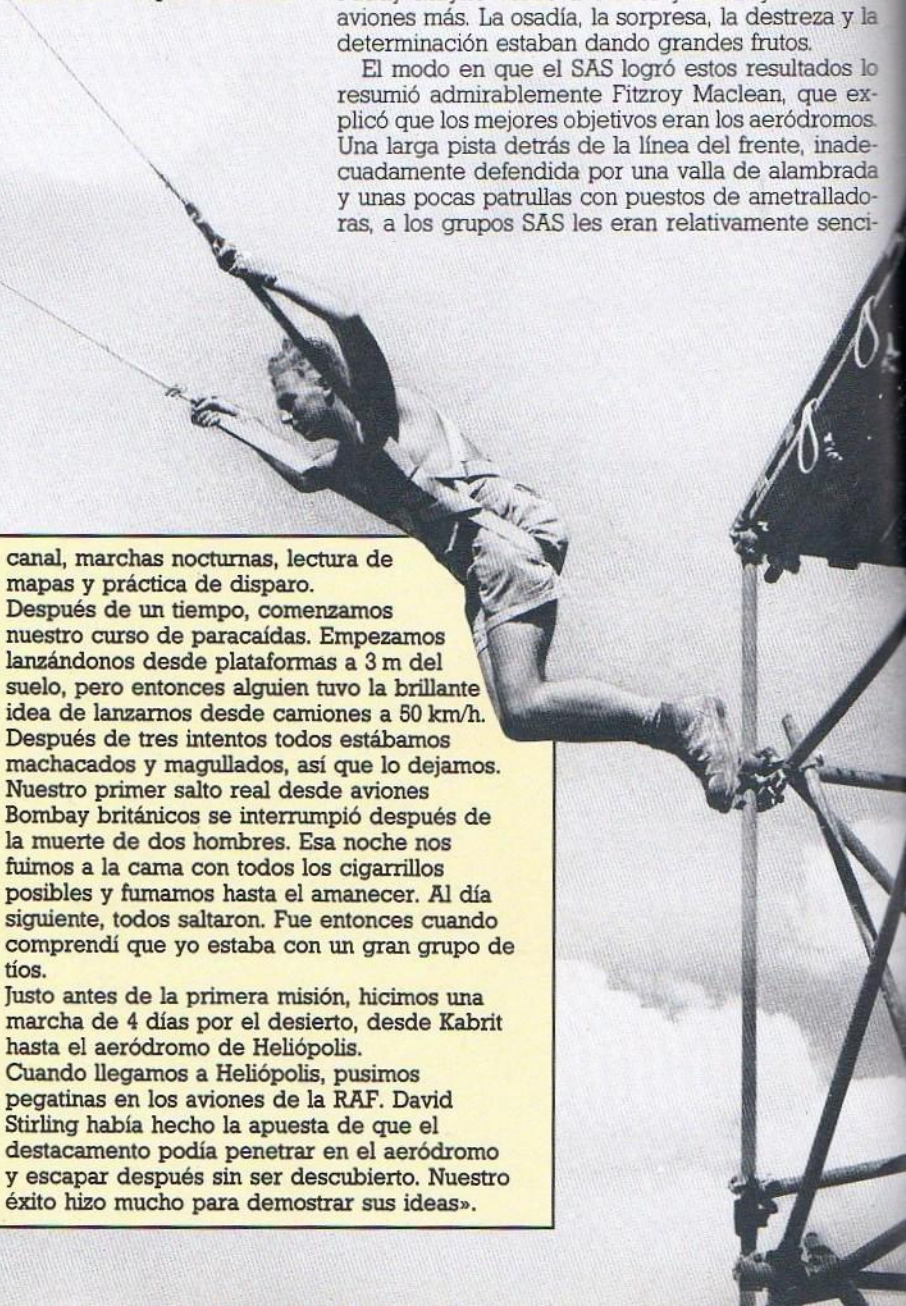 aviones más. La osadía, la sorpresa, la destreza y la
determinación estaban dando grandes frutos.
El modo en que el SAS logró estos resultados lo
resumió admirablemente Fitzroy Maclean, que ex-
plicó que los mejores objetivos eran los aeródromos.
Una larga pista detrás de la línea del frente, inade-
cuadamente defendida por una valla de alambrada
y unas pocas patrullas con puestos de ametrallado-
ras, a los grupos SAS les eran relativamente senci-
canal, marchas nocturnas, lectura de
mapas y práctica de disparo.
Después de un tiempo, comenzamos
nuestro curso de paracaídas. Empezamos
lanzándonos desde plataformas a 3 m del
suelo, pero entonces alguien tuvo la brillante
idea de lanzarnos desde camiones a 50 km/h.
Después de tres intentos todos estábamos
machacados y magullados, así que lo dejamos.
Nuestro primer salto real desde aviones
Bombay británicos se interrumpió después de
la muerte de dos hombres. Esa noche nos
fuimos a la cama con todos los cigarrillos
posibles y fumamos hasta el amanecer. Al día
siguiente, todos saltaron. Fue entonces cuando
comprendí que yo estaba con un gran grupo de
tíos.
Justo antes de la primera misión, hicimos una
marcha de 4 días por el desierto, desde Kabrit
hasta el aeródromo de Heliópolis.
Cuando llegamos a Heliópolis, pusimos
pegatinas en los aviones de la RAF. David
Stirling había hecho la apuesta de que el
destacamento podía penetrar en el aeródromo
y escapar después sin ser descubierto. Nuestro
éxito hizo mucho para demostrar sus ideas».